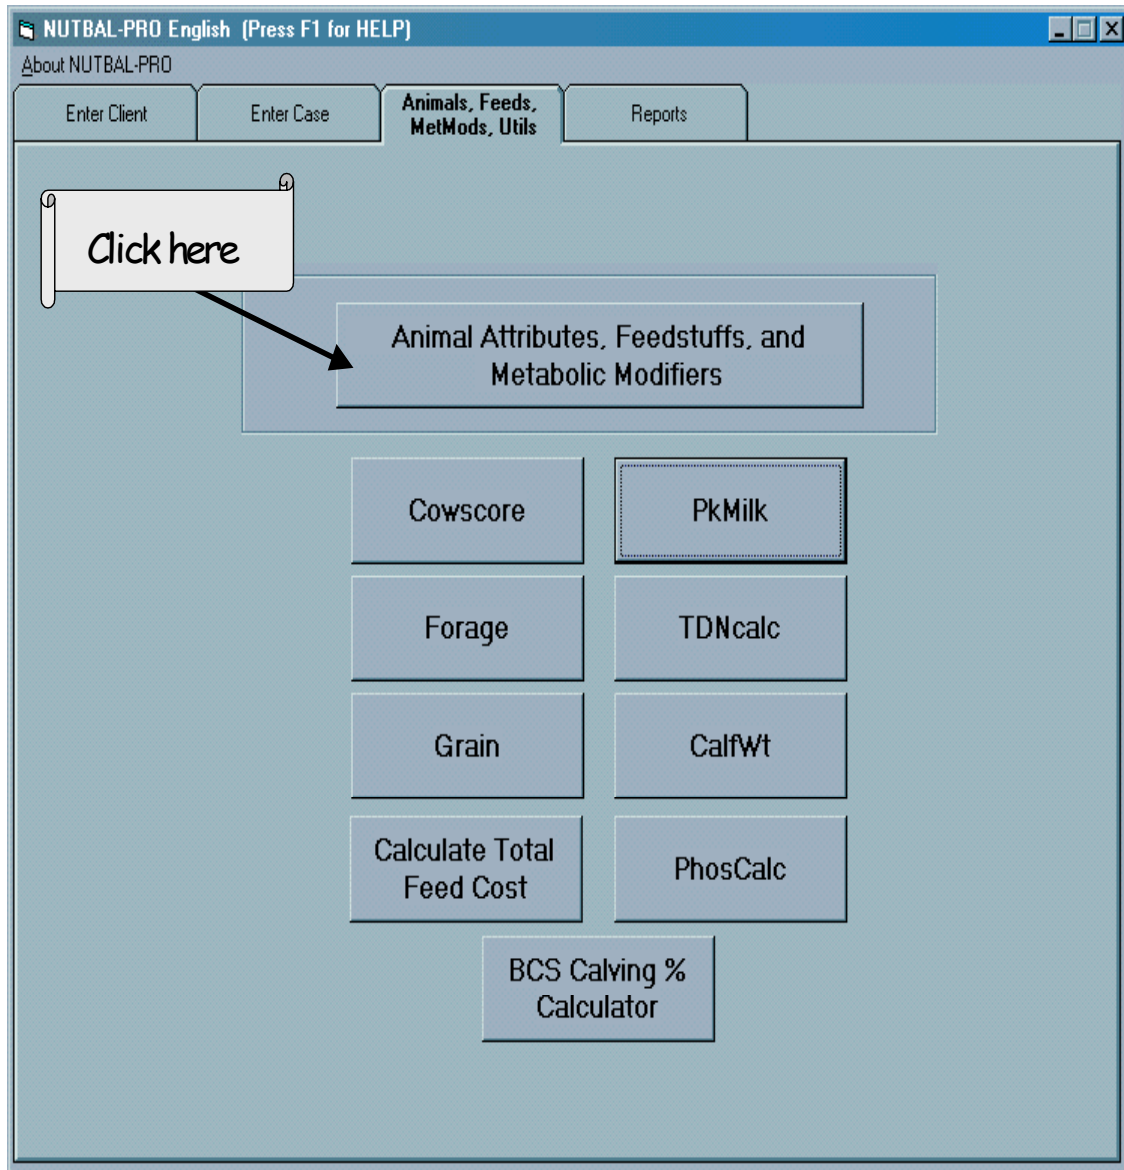 NUTBAL-PRO English (Press F1 for HELP)
About NUTBAL-PRO
Enter Client
Enter Case
Animals, Feeds,
MetMods, Utils
Reports
Click here
Animal Attributes, Feedstuffs, and
Metabolic Modifiers
Cowscore
PkMilk
Forage
TDNcalc
Grain
CalfWt
Calculate Total
Feed Cost
PhosCalc
BCS Calving %
Calculator